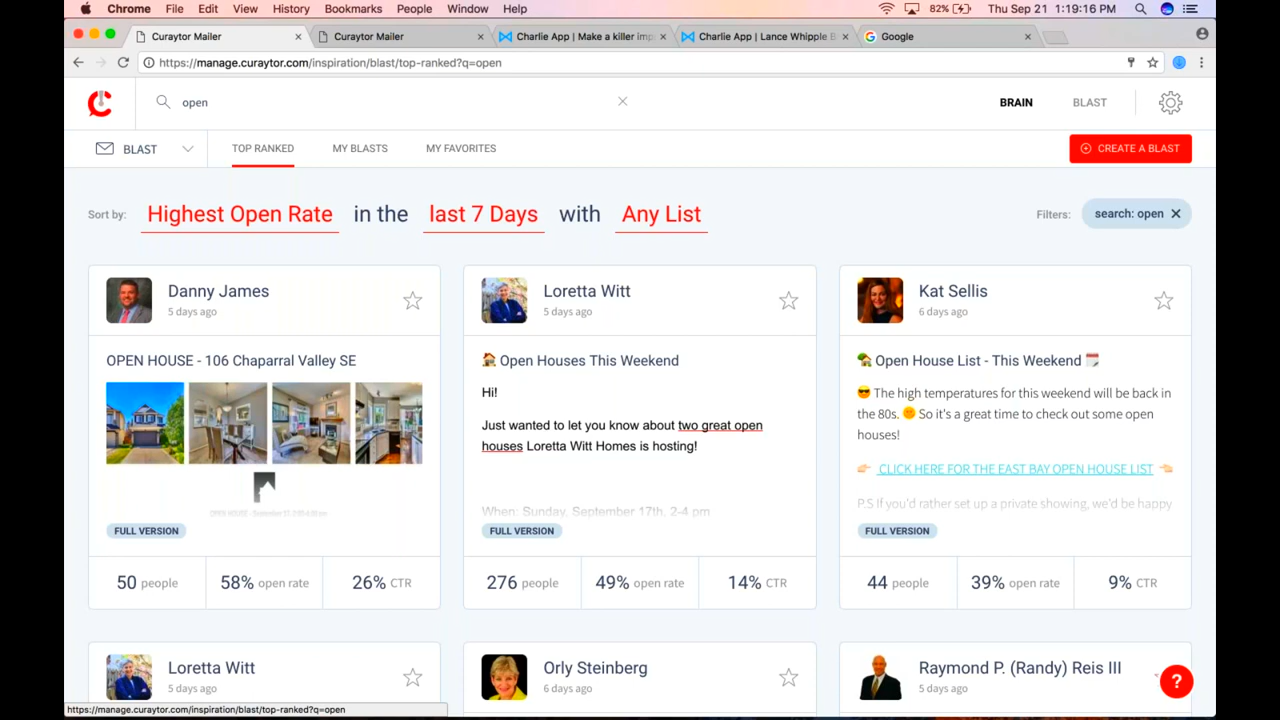 Chrome File Edit View History Bookmarks People Window Help 82% Thu Sep 21 1:19:16 PM
Curaytor Mailer Curaytor Mailer Charlie App | Make a killer imp Charlie App | Lance Whipple B Google
https://manage.curaytor.com/inspiration/blast/top-ranked?q=open
open BRAIN BLAST
BLAST TOP RANKED MY BLASTS MY FAVORITES CREATE A BLAST
Sort by: Highest Open Rate in the last 7 Days with Any List Filters: search: open
Danny James
5 days ago
OPEN HOUSE - 106 Chaparral Valley SE
FULL VERSION
50 people 58% open rate 26% CTR
Loretta Witt
5 days ago
Open Houses This Weekend
Hi!
Just wanted to let you know about two great open
houses Loretta Witt Homes is hosting!
When: Sunday, September 17th, 2-4 pm
FULL VERSION
276 people 49% open rate 14% CTR
Kat Sellis
6 days ago
Open House List - This Weekend
The high temperatures for this weekend will be back in
the 80s. So it's a great time to check out some open
houses!
CLICK HERE FOR THE EAST BAY OPEN HOUSE LIST
P.S If you'd rather set up a private showing, we'd be happy
FULL VERSION
44 people 39% open rate 9% CTR
Loretta Witt
5 days ago
Orly Steinberg
6 days ago
Raymond P. (Randy) Reis III
5 days ago
?
https://manage.curaytor.com/inspiration/blast/top-ranked?q=open